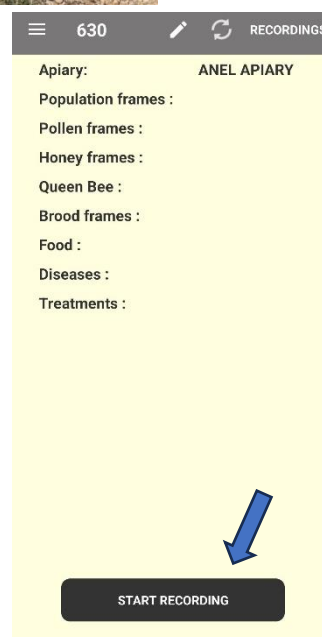 630 RECORDINGS
Apiary: ANEL APIARY
Population frames :
Pollen frames :
Honey frames :
Queen Bee :
Brood frames :
Food :
Diseases :
Treatments :
START RECORDING